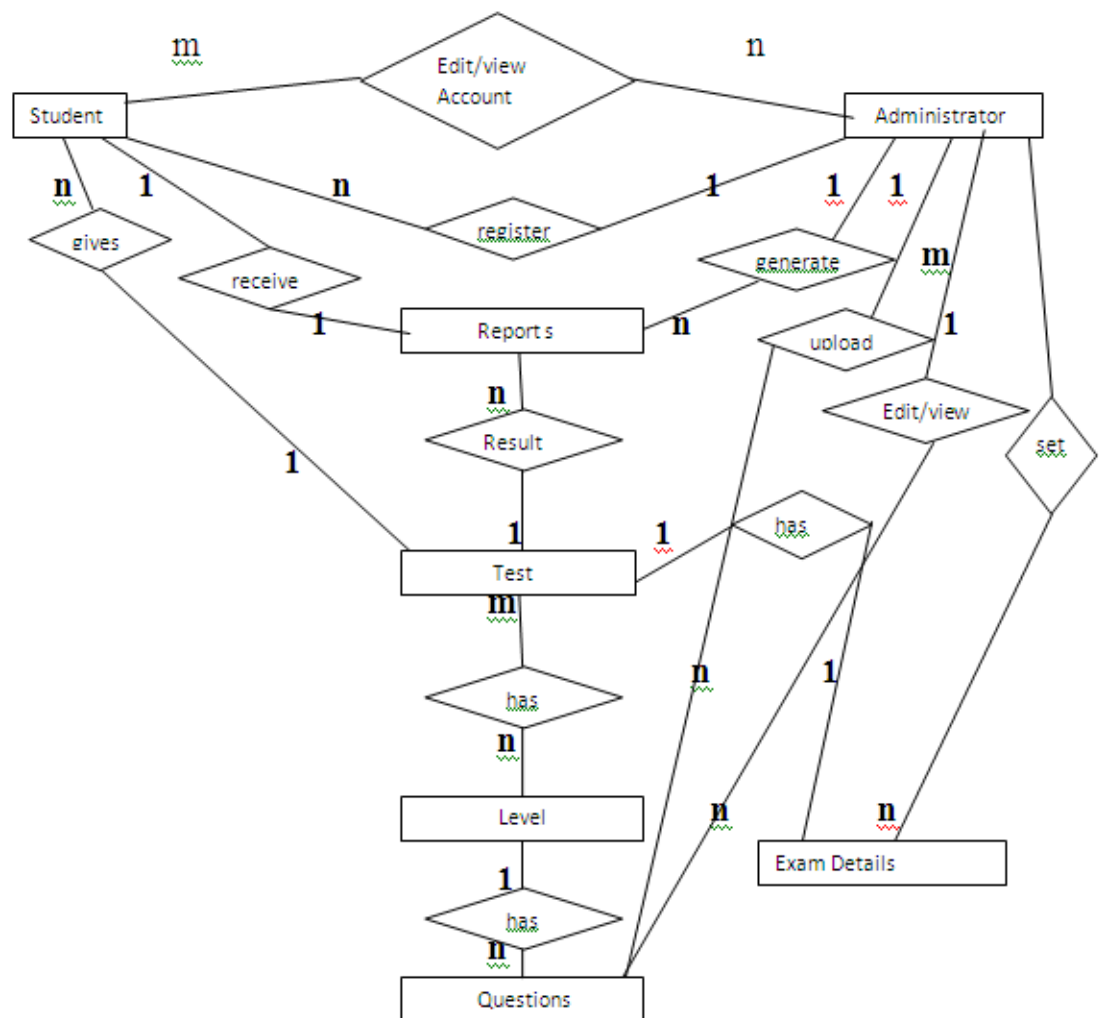 m
n
Edit/view
Account
Student
Administrator
n
1
n
1
1
1
gives
register
generate
m
receive
1
n
1
upload
Reports
n
Edit/view
Result
set
1
1
1
has
Test
m
n
1
has
n
n
n
Level
Exam Details
1
has
n
Questions